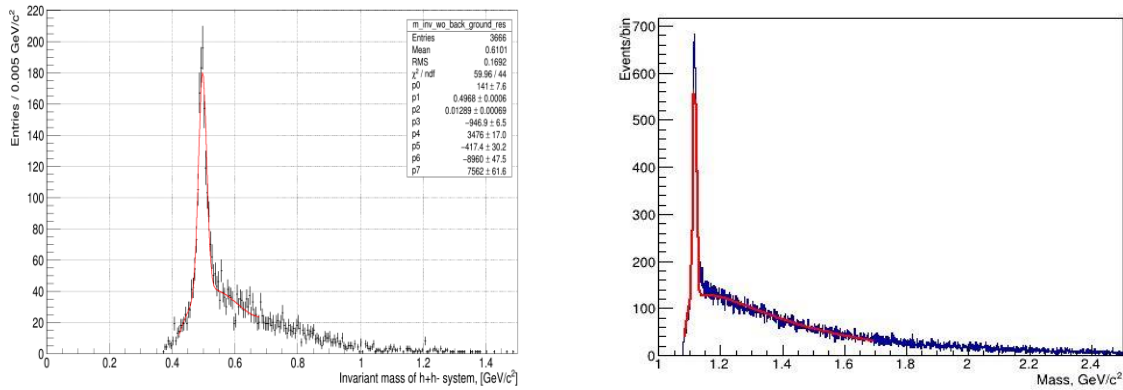 Entries / 0.005 GeV/c²
220
200
180
160
140
120
100
80
60
40
20
0
0 0.2 0.4 0.6 0.8 1 1.2 1.4
Invariant mass of h+h- system, [GeV/c²]
m_inv_wo_back_ground_res
Entries 3666
Mean 0.6101
RMS 0.1692
χ² / ndf 59.96 / 44
p0 141 ± 7.6
p1 0.4968 ± 0.0006
p2 0.01289 ± 0.00069
p3 −946.9 ± 6.5
p4 3476 ± 17.0
p5 −417.4 ± 30.2
p6 −8960 ± 47.5
p7 7562 ± 61.6
Events/bin
700
600
500
400
300
200
100
0
1 1.2 1.4 1.6 1.8 2 2.2 2.4
Mass, GeV/c²